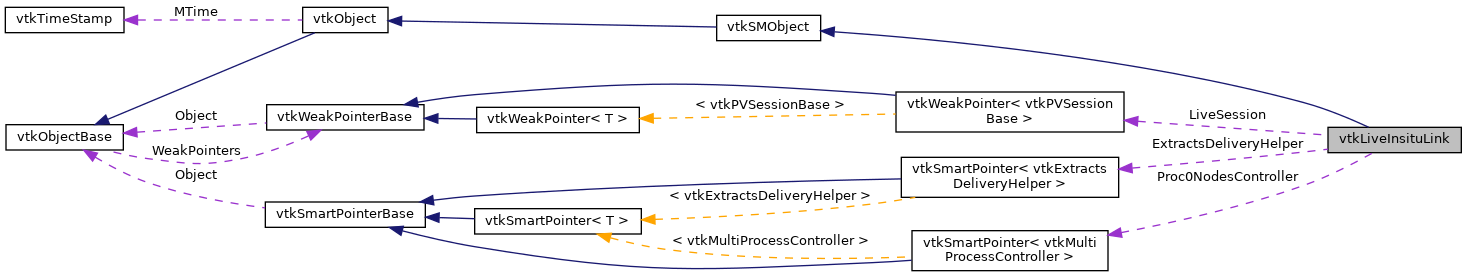 vtkTimeStamp
MTime
vtkObject
vtkSMObject
vtkObjectBase
Object
WeakPointers
Object
vtkWeakPointerBase
vtkWeakPointer< T >
< vtkPVSessionBase >
vtkWeakPointer< vtkPVSession
Base >
LiveSession
vtkLiveInsituLink
ExtractsDeliveryHelper
Proc0NodesController
vtkSmartPointer< vtkExtracts
DeliveryHelper >
< vtkExtractsDeliveryHelper >
vtkSmartPointerBase
vtkSmartPointer< T >
< vtkMultiProcessController >
vtkSmartPointer< vtkMulti
ProcessController >